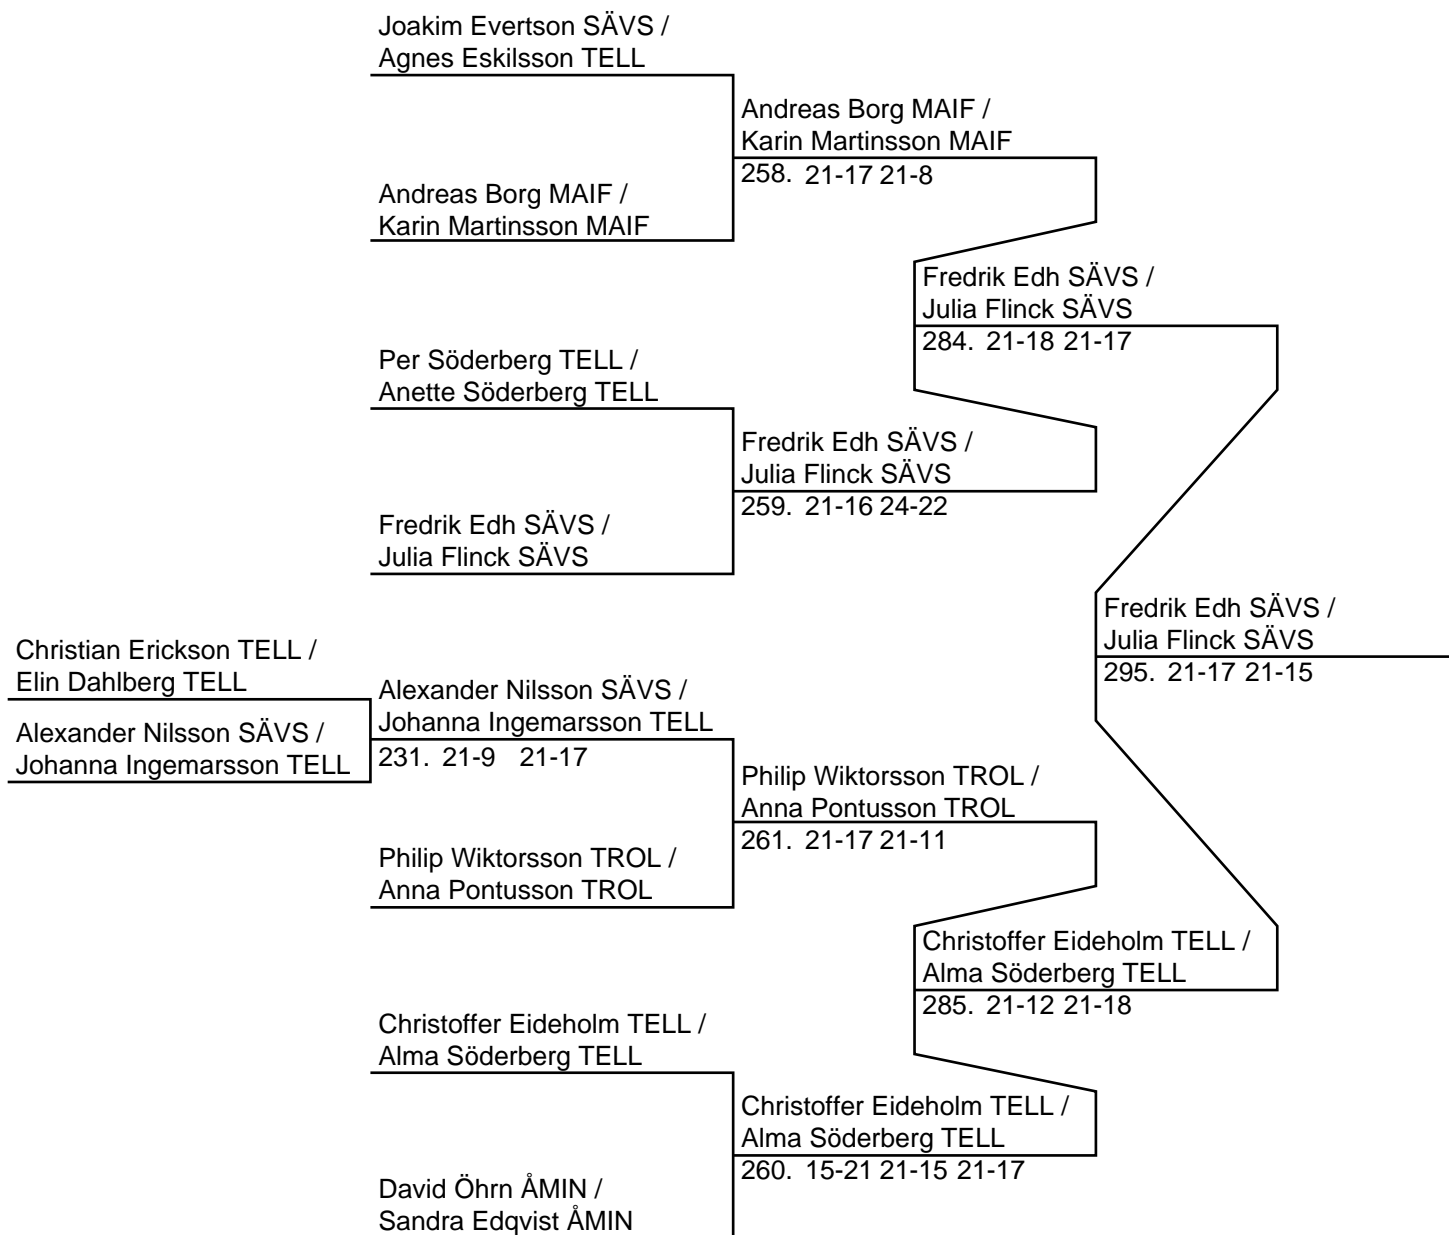 Joakim Evertson SÄVS /
Agnes Eskilsson TELL
Andreas Borg MAIF /
Karin Martinsson MAIF
258. 21-17 21-8
Andreas Borg MAIF /
Karin Martinsson MAIF
Fredrik Edh SÄVS /
Julia Flinck SÄVS
284. 21-18 21-17
Per Söderberg TELL /
Anette Söderberg TELL
Fredrik Edh SÄVS /
Julia Flinck SÄVS
259. 21-16 24-22
Fredrik Edh SÄVS /
Julia Flinck SÄVS
Fredrik Edh SÄVS /
Julia Flinck SÄVS
295. 21-17 21-15
Christian Erickson TELL /
Elin Dahlberg TELL
Alexander Nilsson SÄVS /
Johanna Ingemarsson TELL
231. 21-9 21-17
Alexander Nilsson SÄVS /
Johanna Ingemarsson TELL
Philip Wiktorsson TROL /
Anna Pontusson TROL
261. 21-17 21-11
Philip Wiktorsson TROL /
Anna Pontusson TROL
Christoffer Eideholm TELL /
Alma Söderberg TELL
285. 21-12 21-18
Christoffer Eideholm TELL /
Alma Söderberg TELL
Christoffer Eideholm TELL /
Alma Söderberg TELL
260. 15-21 21-15 21-17
David Öhrn ÅMIN /
Sandra Edqvist ÅMIN